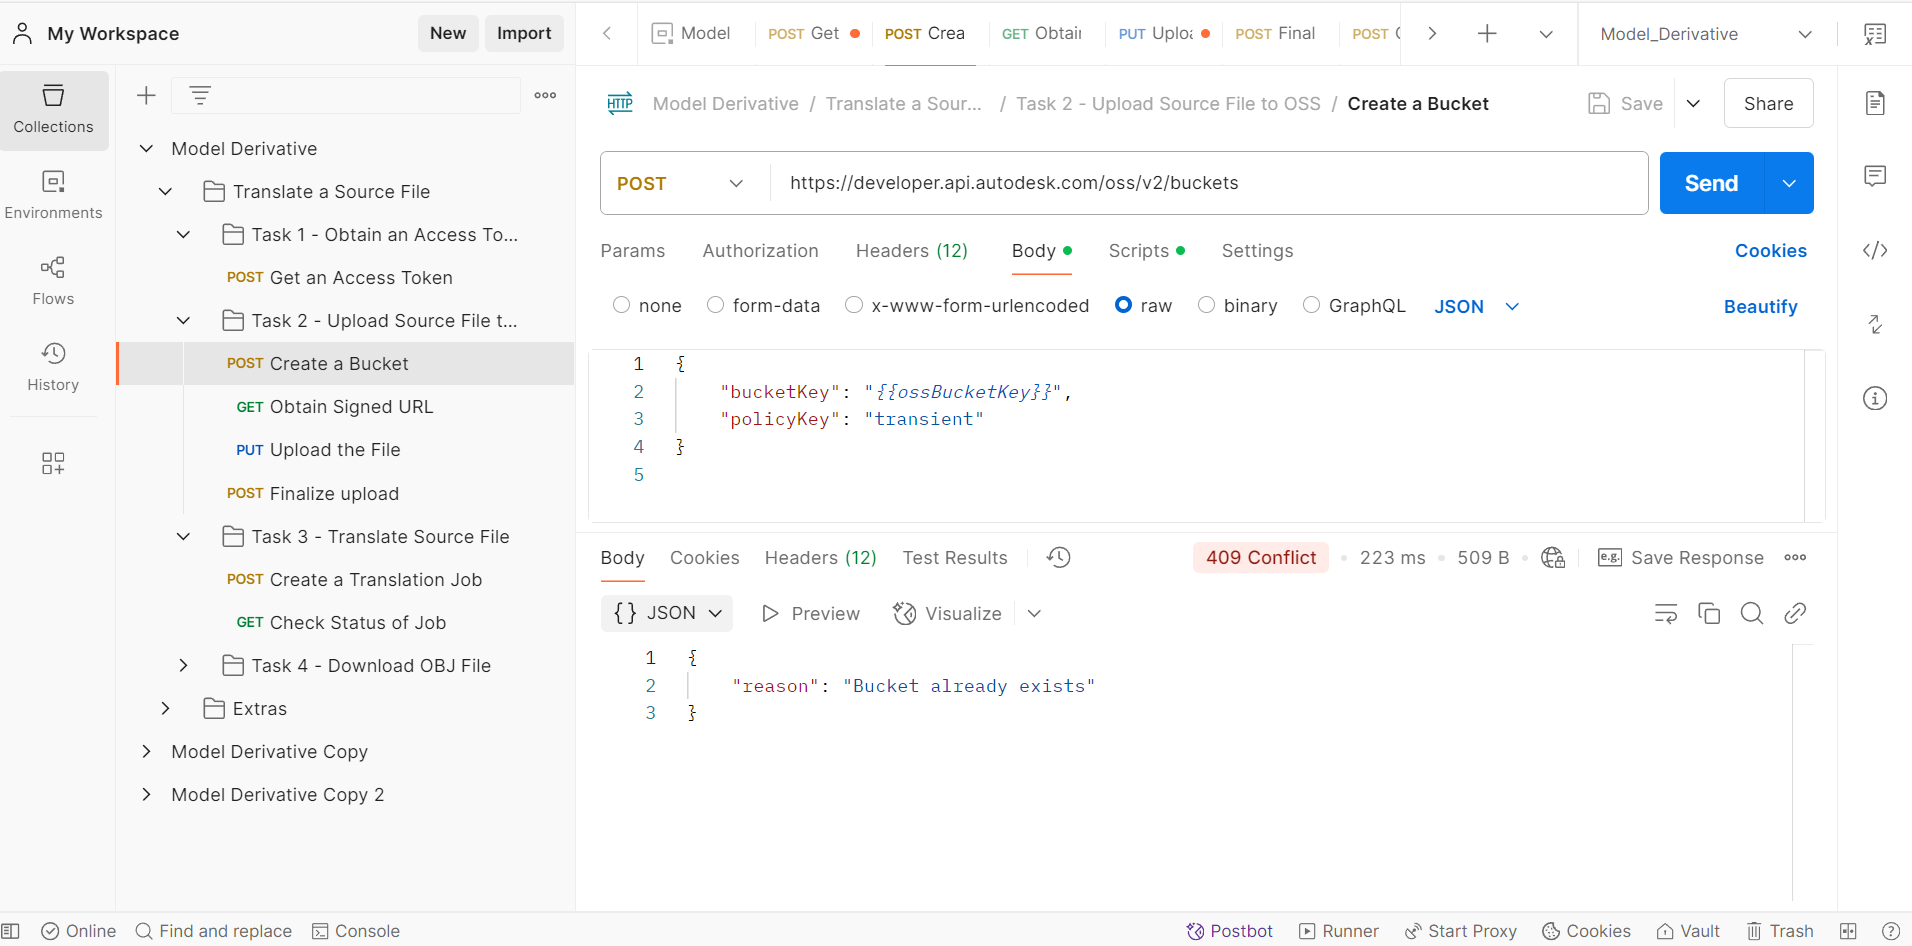 My Workspace
New
Import
Model
POST Get
POST Crea
GET Obtain
PUT Uploa
POST Final
POST
Model_Derivative
Collections
Environments
Flows
History
Model Derivative
Translate a Source File
Task 1 - Obtain an Access To...
POST Get an Access Token
Task 2 - Upload Source File t...
POST Create a Bucket
GET Obtain Signed URL
PUT Upload the File
POST Finalize upload
Task 3 - Translate Source File
POST Create a Translation Job
GET Check Status of Job
Task 4 - Download OBJ File
Extras
Model Derivative Copy
Model Derivative Copy 2
HTTP Model Derivative / Translate a Sour... / Task 2 - Upload Source File to OSS / Create a Bucket
Save
Share
POST https://developer.api.autodesk.com/oss/v2/buckets
Send
Params Authorization Headers (12) Body Scripts Settings Cookies
none form-data x-www-form-urlencoded raw binary GraphQL JSON Beautify
1 {
2 "bucketKey": "{{ossBucketKey}}",
3 "policyKey": "transient"
4 }
5
Body Cookies Headers (12) Test Results 409 Conflict 223 ms 509 B e.g. Save Response
{} JSON Preview Visualize
1 {
2 "reason": "Bucket already exists"
3 }
Online Find and replace Console Postbot Runner Start Proxy Cookies Vault Trash